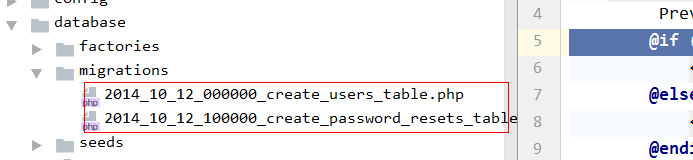 config
database
factories
migrations
php 2014_10_12_000000_create_users_table.php
php 2014_10_12_100000_create_password_resets_table
seeds
4 Prev
5 @if (
6 <
7 @else
8 <
9 @endi